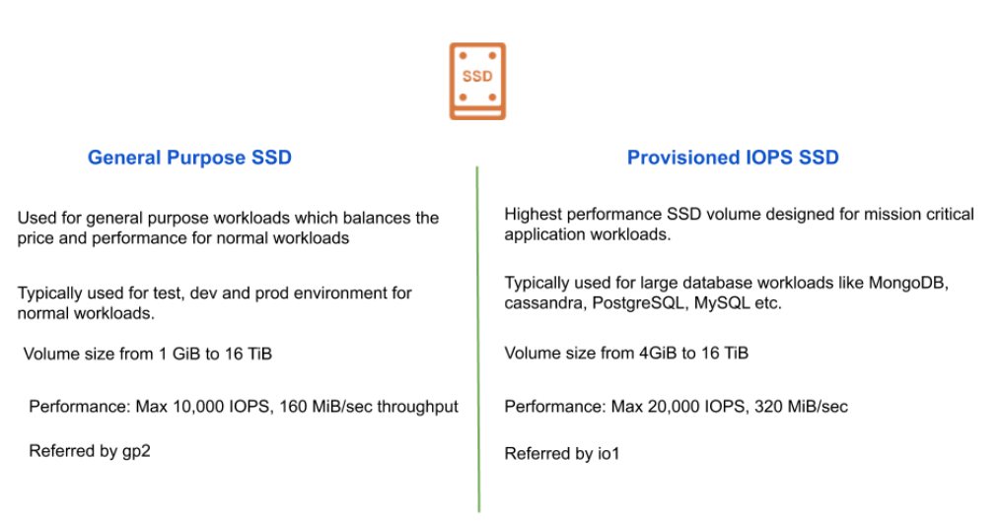 SSD
General Purpose SSD
Used for general purpose workloads which balances the
price and performance for normal workloads
Typically used for test, dev and prod environment for
normal workloads.
Volume size from 1 GiB to 16 TiB
Performance: Max 10,000 IOPS, 160 MiB/sec throughput
Referred by gp2
Provisioned IOPS SSD
Highest performance SSD volume designed for mission critical
application workloads.
Typically used for large database workloads like MongoDB,
cassandra, PostgreSQL, MySQL etc.
Volume size from 4GiB to 16 TiB
Performance: Max 20,000 IOPS, 320 MiB/sec
Referred by io1